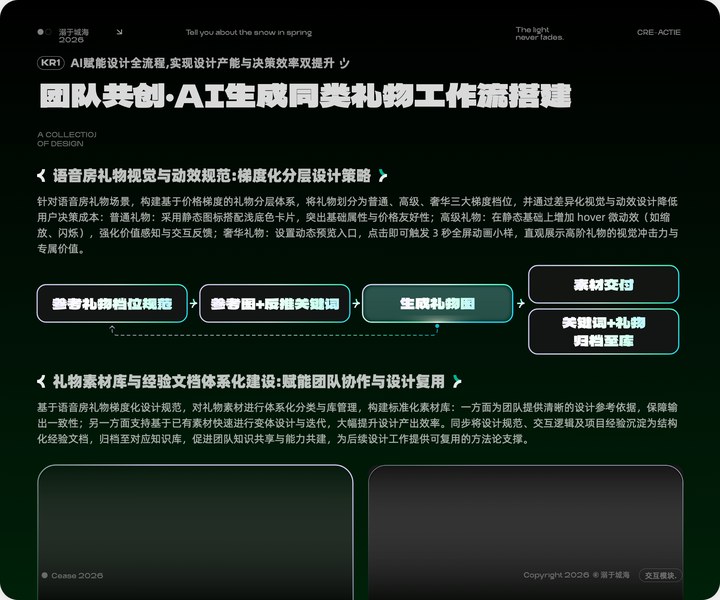 溺于城海
2026
Tell you about the snow in spring
The light
never fades.
CRE-ACTIE
KR1 AI赋能设计全流程,实现设计产能与决策效率双提升
团队共创·AI生成同类礼物工作流搭建
A COLLECTIO/
OF DESIGN
语音房礼物视觉与动效规范:梯度化分层设计策略
针对语音房礼物场景，构建基于价格梯度的礼物分层体系，将礼物划分为普通、高级、奢华三大梯度档位，并通过差异化视觉与动效设计降低
用户决策成本：普通礼物：采用静态图标搭配浅底色卡片，突出基础属性与价格友好性；高级礼物：在静态基础上增加 hover 微动效（如缩
放、闪烁），强化价值感知与交互反馈；奢华礼物：设置动态预览入口，点击即可触发 3 秒全屏动画小样，直观展示高阶礼物的视觉冲击力与
专属价值。
参考礼物档位规范
参考图+反推关键词
生成礼物图
素材交付
关键词+礼物
归档至库
礼物素材库与经验文档体系化建设:赋能团队协作与设计复用
基于语音房礼物梯度化设计规范，对礼物素材进行体系化分类与库管理，构建标准化素材库：一方面为团队提供清晰的设计参考依据，保障输
出一致性；另一方面支持基于已有素材快速进行变体设计与迭代，大幅提升设计产出效率。同步将设计规范、交互逻辑及项目经验沉淀为结构
化经验文档，归档至对应知识库，促进团队知识共享与能力共建，为后续设计工作提供可复用的方法论支撑。
Cease 2026
Copyright 2026 ® 溺于城海
交互模块.